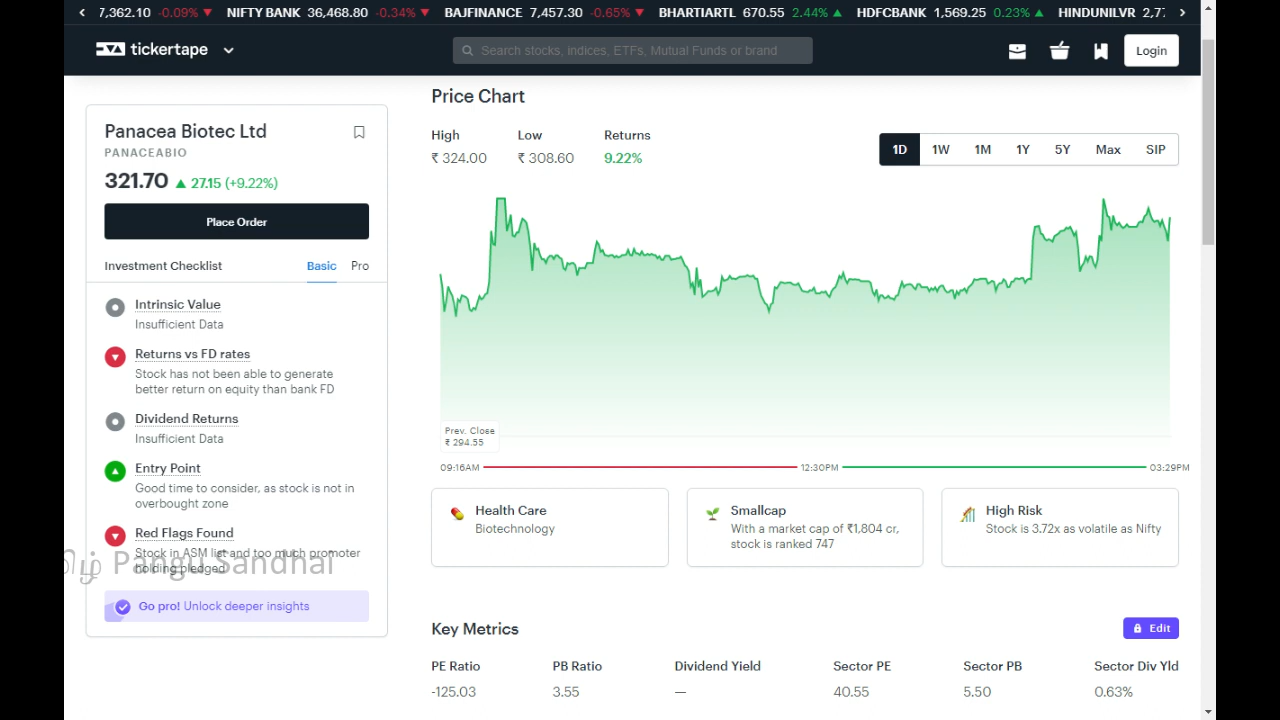 7,362.10 -0.09% NIFTY BANK 36,468.80 -0.34% BAJFINANCE 7,457.30 -0.65% BHARTIARTL 670.55 2.44% HDFCBANK 1,569.25 0.23% HINDUNILVR
tickertape
Search stocks, indices, ETFs, Mutual Funds or brand
Login
Panacea Biotec Ltd
PANACEABIO
321.70 27.15 (+9.22%)
Place Order
Investment Checklist Basic Pro
Intrinsic Value
Insufficient Data
Returns vs FD rates
Stock has not been able to generate
better return on equity than bank FD
Dividend Returns
Insufficient Data
Entry Point
Good time to consider, as stock is not in
overbought zone
Red Flags Found
Stock in ASM list and too much promoter
holding pledged
Pangu Sandhai
Go pro! Unlock deeper insights
Price Chart
High Low Returns
₹ 324.00 ₹ 308.60 9.22%
1D 1W 1M 1Y 5Y Max SIP
Prev. Close
₹ 294.55
09:16AM 12:30PM 03:29PM
Health Care
Biotechnology
Smallcap
With a market cap of ₹1,804 cr,
stock is ranked 747
High Risk
Stock is 3.72x as volatile as Nifty
Key Metrics
Edit
PE Ratio PB Ratio Dividend Yield Sector PE Sector PB Sector Div Yld
-125.03 3.55 — 40.55 5.50 0.63%